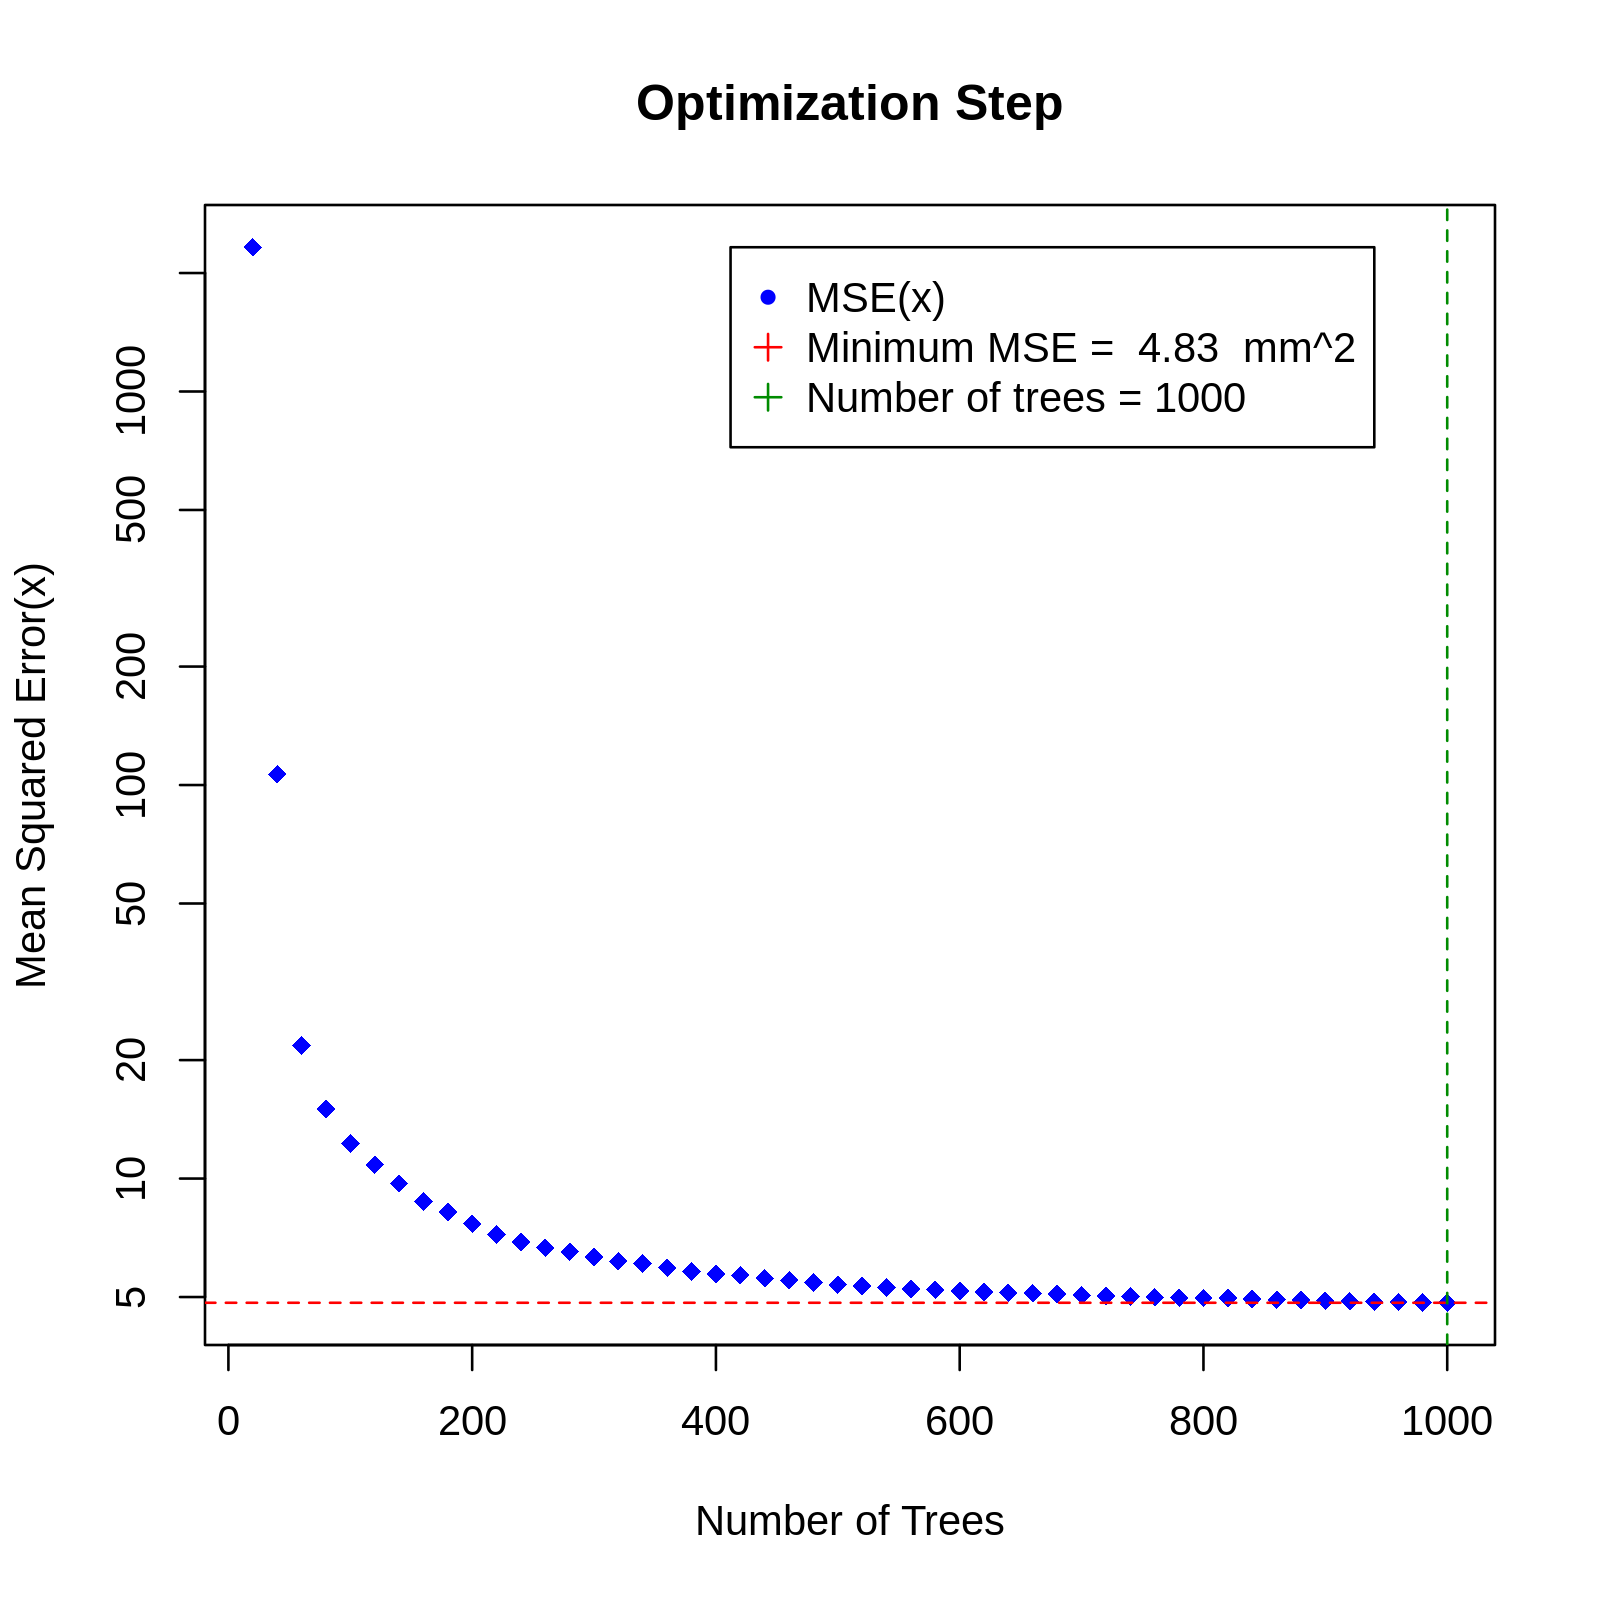 Optimization Step
MSE(x)
Minimum MSE =  4.83  mm^2
Number of trees = 1000
Mean Squared Error(x)
1000
500
200
100
50
20
10
5
0 200 400 600 800 1000
Number of Trees